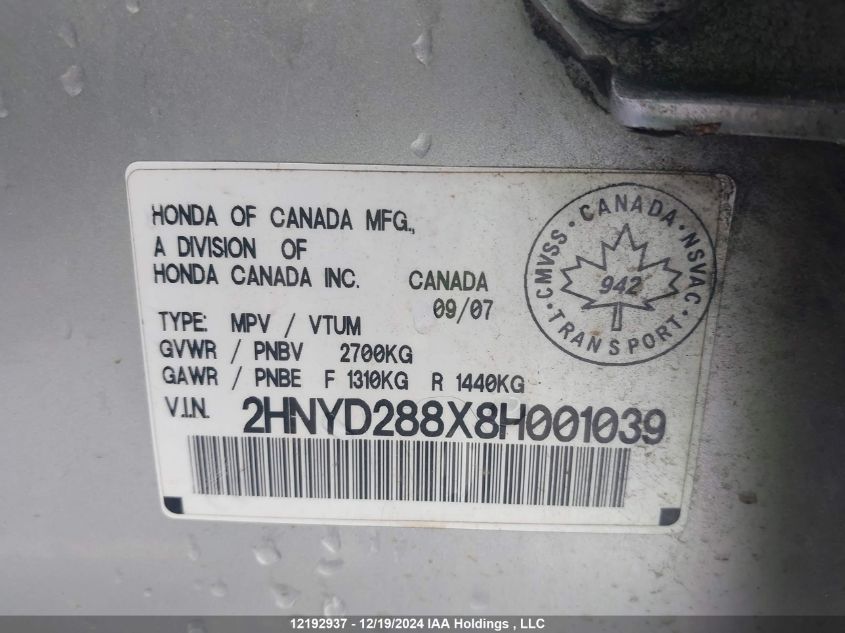 HONDA OF CANADA MFG.,
A DIVISION OF
HONDA CANADA INC. CANADA
09/07
TYPE: MPV / VTUM
GVWR / PNBV 2700KG
GAWR / PNBE F 1310KG R 1440KG
V.I.N. 2HNYD288X8H001039
CMVSS · CANADA · NSVAC · TRANSPORT ·
942
12192937 - 12/19/2024 IAA Holdings , LLC